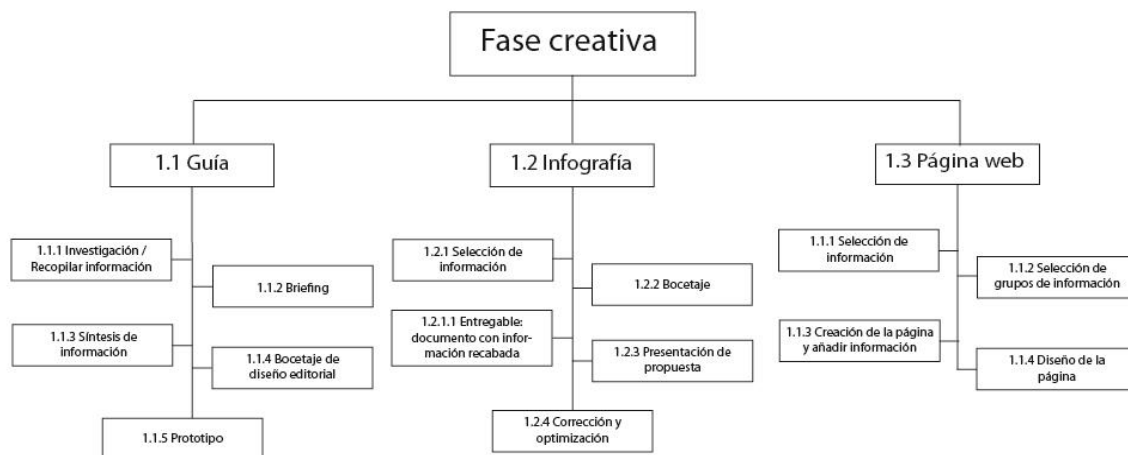 Fase creativa
1.1 Guía
1.1.1 Investigación /
Recopilar información
1.1.2 Briefing
1.1.3 Síntesis de
información
1.1.4 Bocetaje de
diseño editorial
1.1.5 Prototipo
1.2 Infografía
1.2.1 Selección de
información
1.2.2 Bocetaje
1.2.1.1 Entregable:
documento con infor-
mación recabada
1.2.3 Presentación de
propuesta
1.2.4 Corrección y
optimización
1.3 Página web
1.1.1 Selección de
información
1.1.2 Selección de
grupos de información
1.1.3 Creación de la página
y añadir información
1.1.4 Diseño de la
página